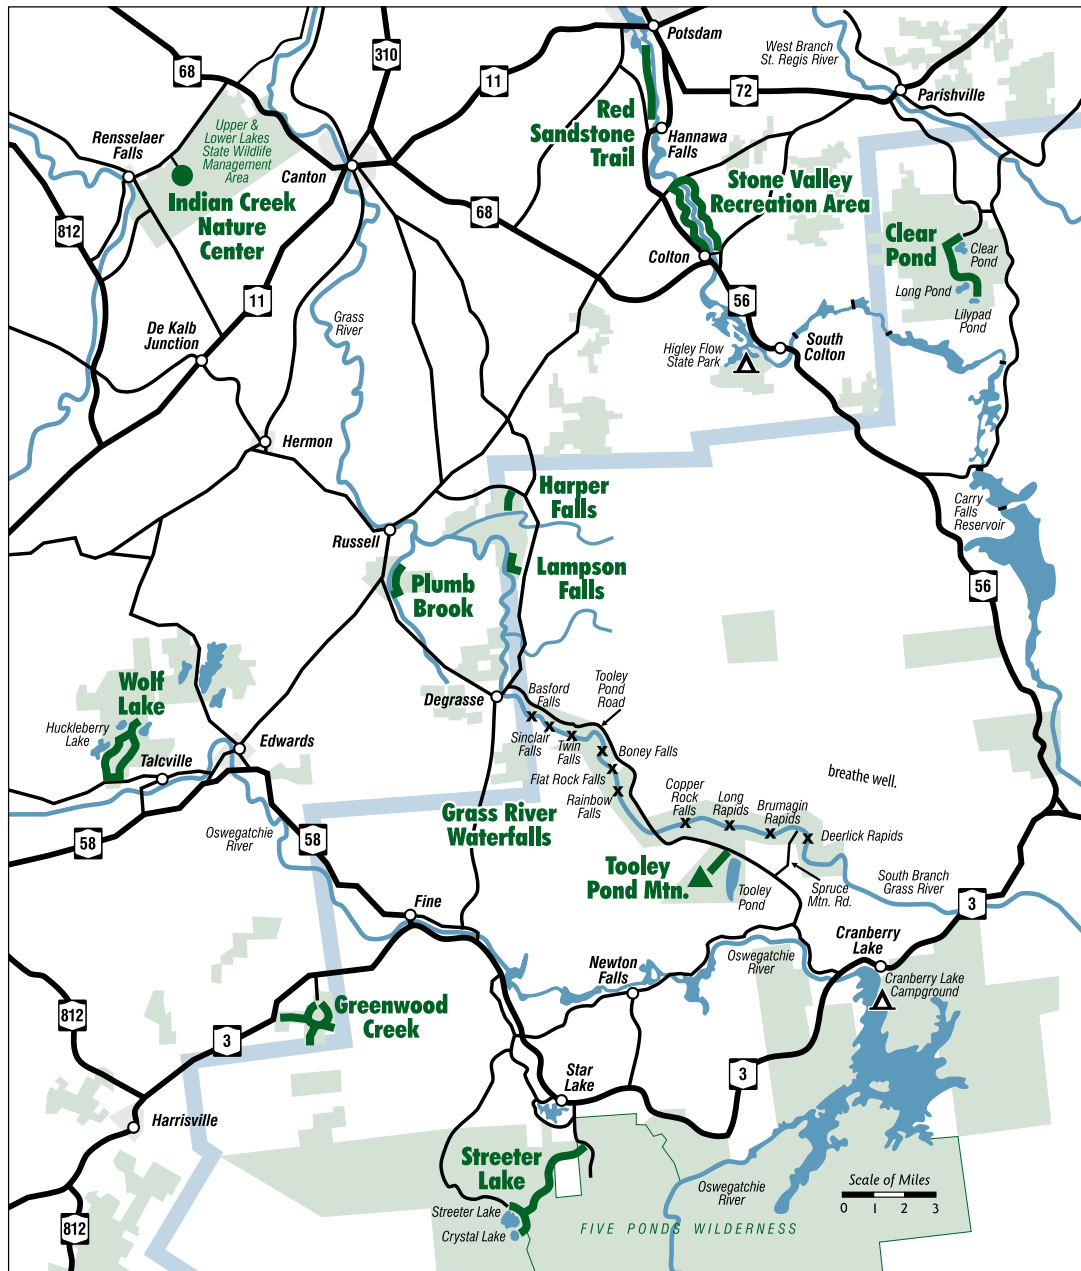 Potsdam
310
68
11
72
West Branch
St. Regis River
Parishville
Rensselaer
Falls
Upper &
Lower Lakes
State Wildlife
Management
Area
Canton
Red
Sandstone
Trail
Hannawa
Falls
Indian Creek
Nature
Center
812
68
Stone Valley
Recreation Area
Colton
Clear
Pond
Clear
Pond
Long Pond
Lilypad
Pond
11
56
Grass
River
De Kalb
Junction
Higley Flow
State Park
South
Colton
Hermon
Harper
Falls
Carry
Falls
Reservoir
Russell
Lampson
Falls
Plumb
Brook
56
Wolf
Lake
Huckleberry
Lake
Talcville
Edwards
Degrasse
Basford
Falls
Tooley
Pond
Road
Sinclair
Falls
Twin
Falls
Boney Falls
Flat Rock Falls
Rainbow
Falls
breathe well.
Copper
Rock
Falls
Long
Rapids
Brumagin
Rapids
Deerlick Rapids
Grass River
Waterfalls
58
Oswegatchie
River
58
Tooley
Pond Mtn.
Tooley
Pond
Spruce
Mtn. Rd.
South Branch
Grass River
3
Fine
Newton
Falls
Oswegatchie
River
Cranberry
Lake
Cranberry Lake
Campground
812
3
Greenwood
Creek
Harrisville
Star
Lake
3
Streeter
Lake
Streeter Lake
Crystal Lake
Oswegatchie
River
FIVE PONDS WILDERNESS
Scale of Miles
0 1 2 3
812